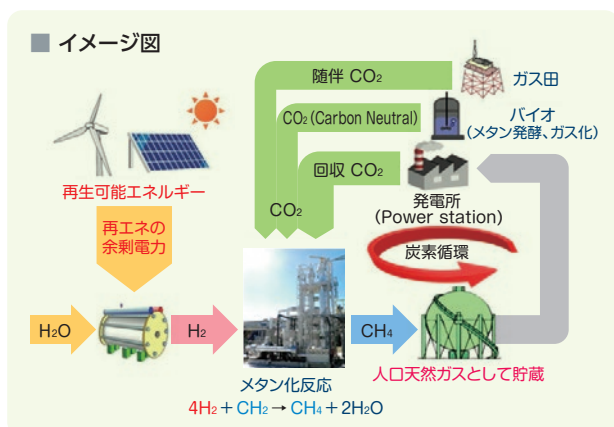 ■ イメージ図
随伴 CO₂
ガス田
CO₂(Carbon Neutral)
バイオ
(メタン発酵、ガス化)
回収 CO₂
発電所
(Power station)
CO₂
再生可能エネルギー
再エネの
余剰電力
炭素循環
H₂O
H₂
CH₄
メタン化反応
人口天然ガスとして貯蔵
4H₂+CH₂→CH₄+2H₂O